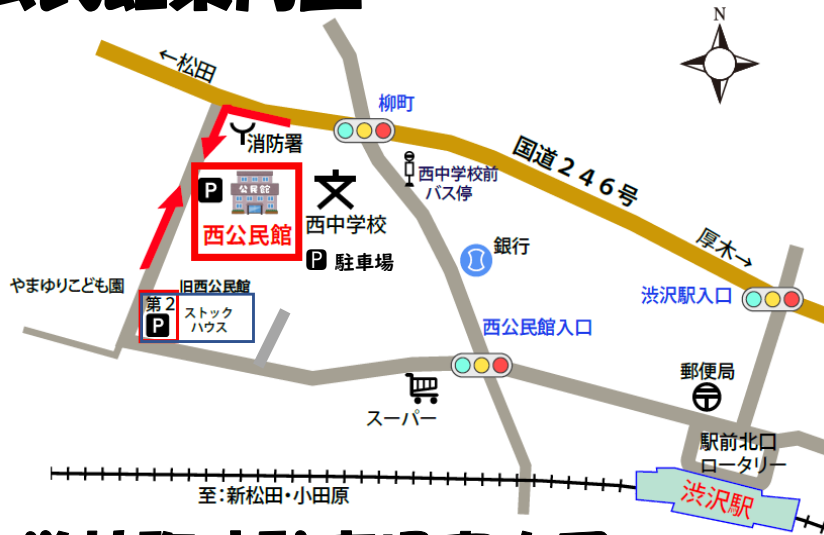 N
←松田
柳町
消防署
国道246号
西中学校前
バス停
P
公民館
文
西公民館
西中学校
P 駐車場
銀行
厚木→
やまゆりこども園
旧西公民館
第2
P
ストック
ハウス
渋沢駅入口
西公民館入口
郵便局
スーパー
駅前北口
ロータリー
至:新松田・小田原
渋沢駅